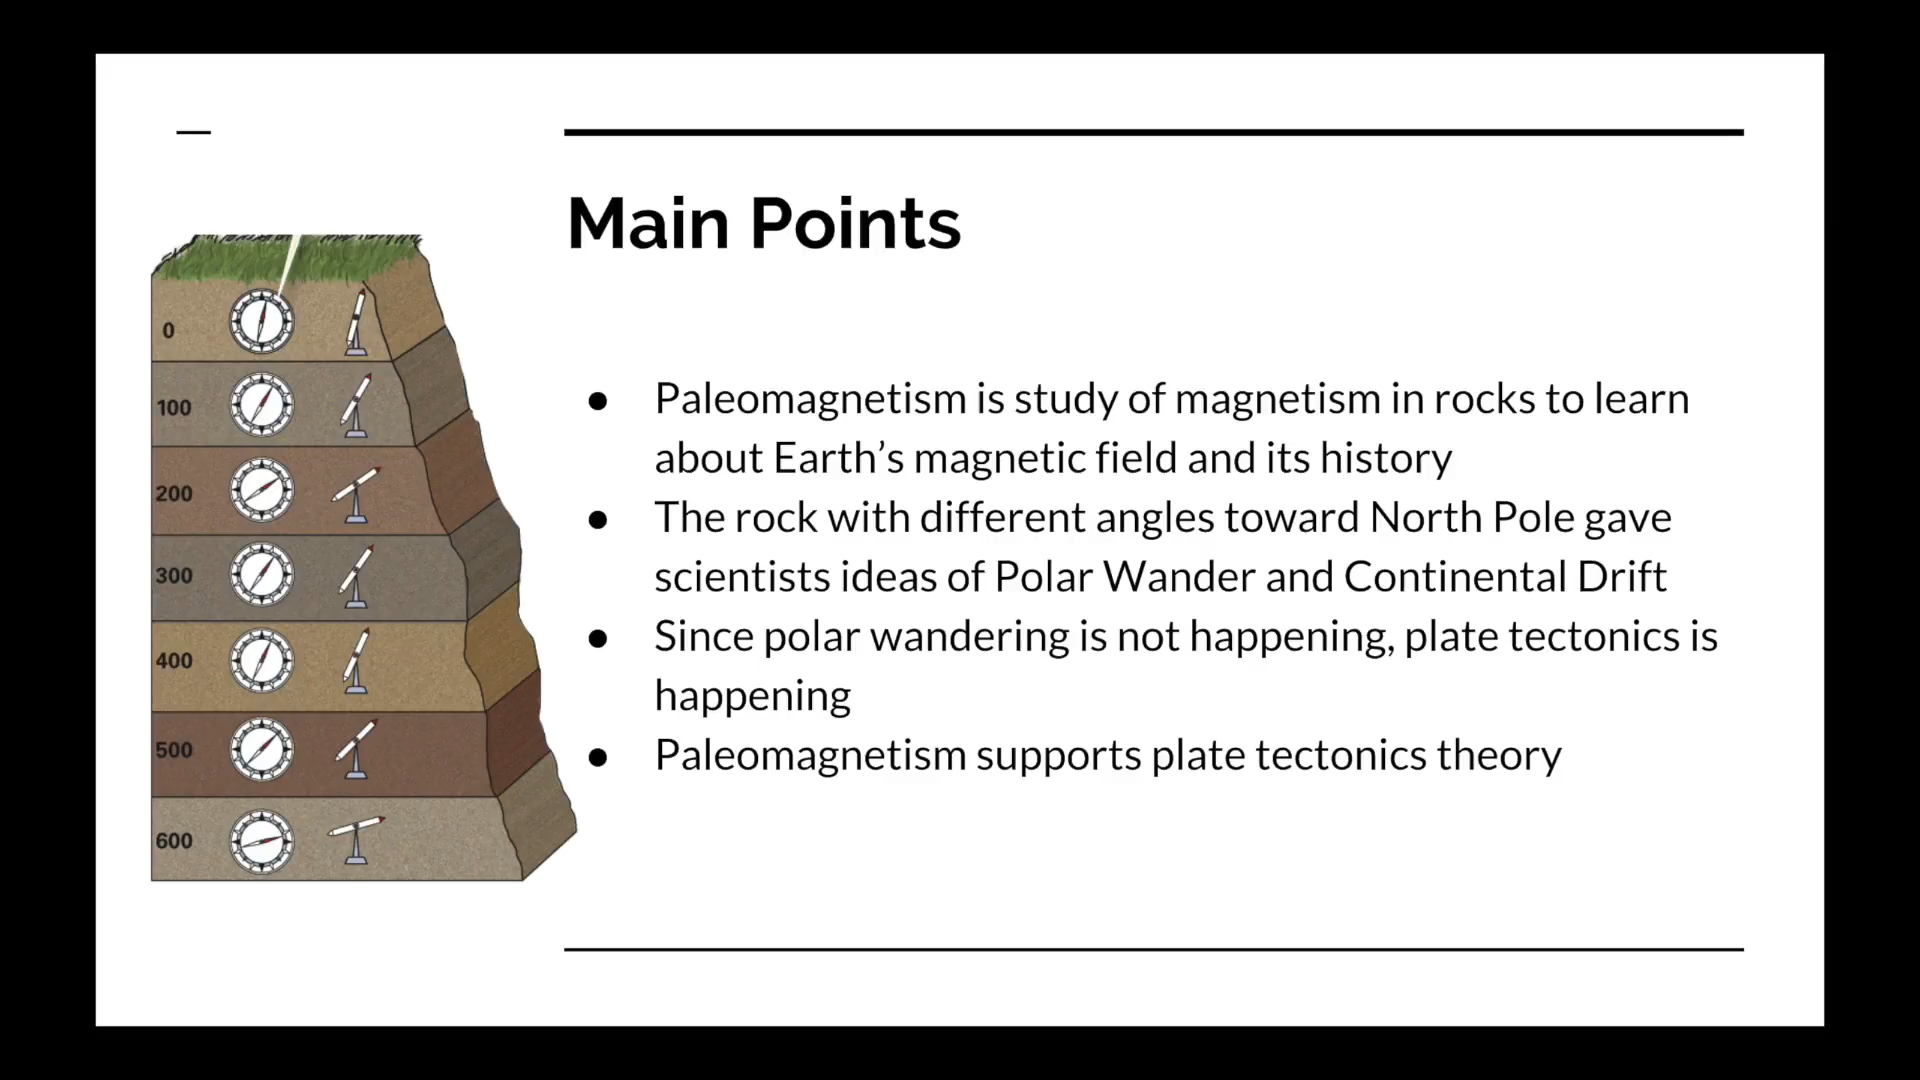 Main Points
0
100
200
300
400
500
600
● Paleomagnetism is study of magnetism in rocks to learn
about Earth’s magnetic field and its history
● The rock with different angles toward North Pole gave
scientists ideas of Polar Wander and Continental Drift
● Since polar wandering is not happening, plate tectonics is
happening
● Paleomagnetism supports plate tectonics theory